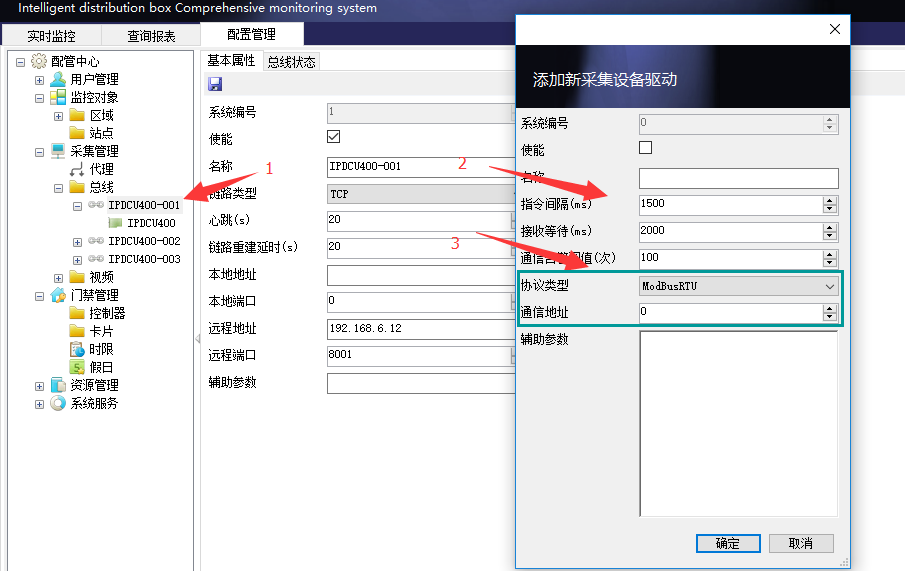 Intelligent distribution box Comprehensive monitoring system
实时监控
查询报表
配置管理
配管中心
用户管理
监控对象
区域
站点
采集管理
代理
总线
IPDCU400-001
IPDCU400
IPDCU400-002
IPDCU400-003
视频
门禁管理
控制器
卡片
时限
假日
资源管理
系统服务
基本属性
总线状态
系统编号
1
使能
名称
IPDCU400-001
链路类型
TCP
心跳(s)
20
链路重建延时(s)
20
本地地址
本地端口
0
远程地址
192.168.6.12
远程端口
8001
辅助参数
1
2
3
添加新采集设备驱动
系统编号
0
使能
名称
指令间隔(ms)
1500
接收等待(ms)
2000
通信告警阈值(次)
100
协议类型
ModBusRTU
通信地址
0
辅助参数
确定
取消